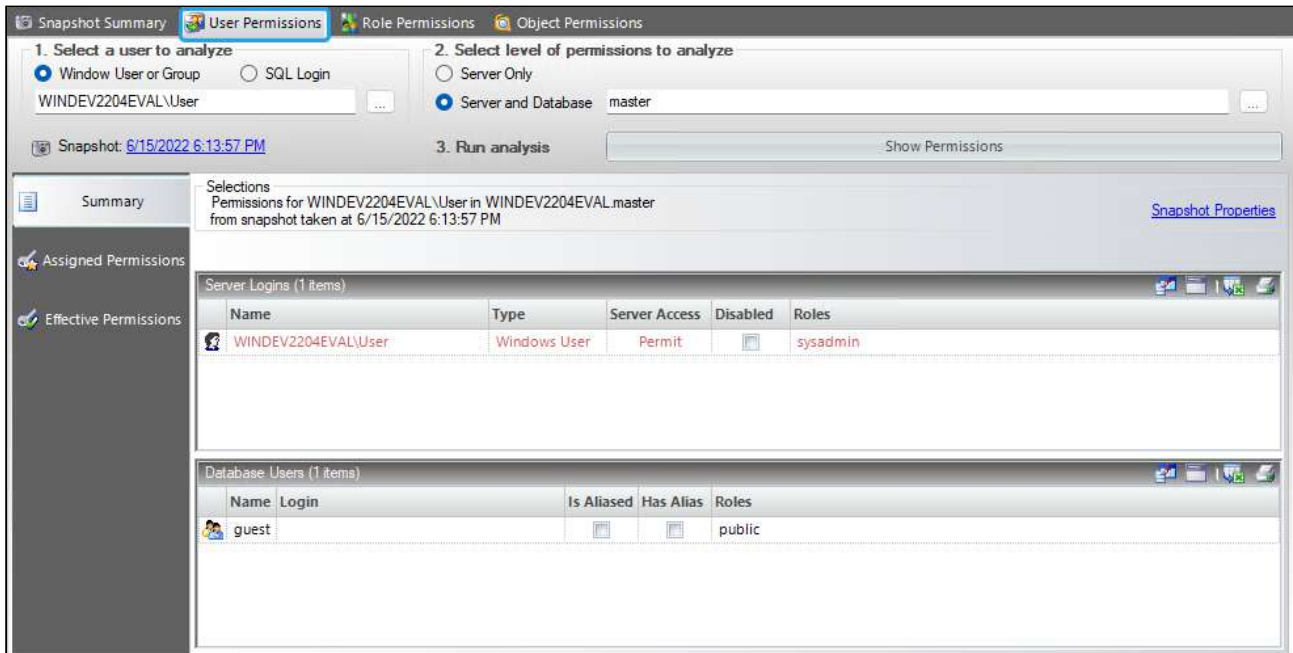 Snapshot Summary User Permissions Role Permissions Object Permissions
1. Select a user to analyze 2. Select level of permissions to analyze
Window User or Group SQL Login Server Only
WINDEV2204EVAL\User ... Server and Database master ...
Snapshot: 6/15/2022 6:13:57 PM 3. Run analysis Show Permissions
Summary
Assigned Permissions
Effective Permissions
Selections
Permissions for WINDEV2204EVAL\User in WINDEV2204EVAL.master
from snapshot taken at 6/15/2022 6:13:57 PM
Snapshot Properties
Server Logins (1 items)
Name Type Server Access Disabled Roles
WINDEV2204EVAL\User Windows User Permit sysadmin
Database Users (1 items)
Name Login Is Aliased Has Alias Roles
guest public